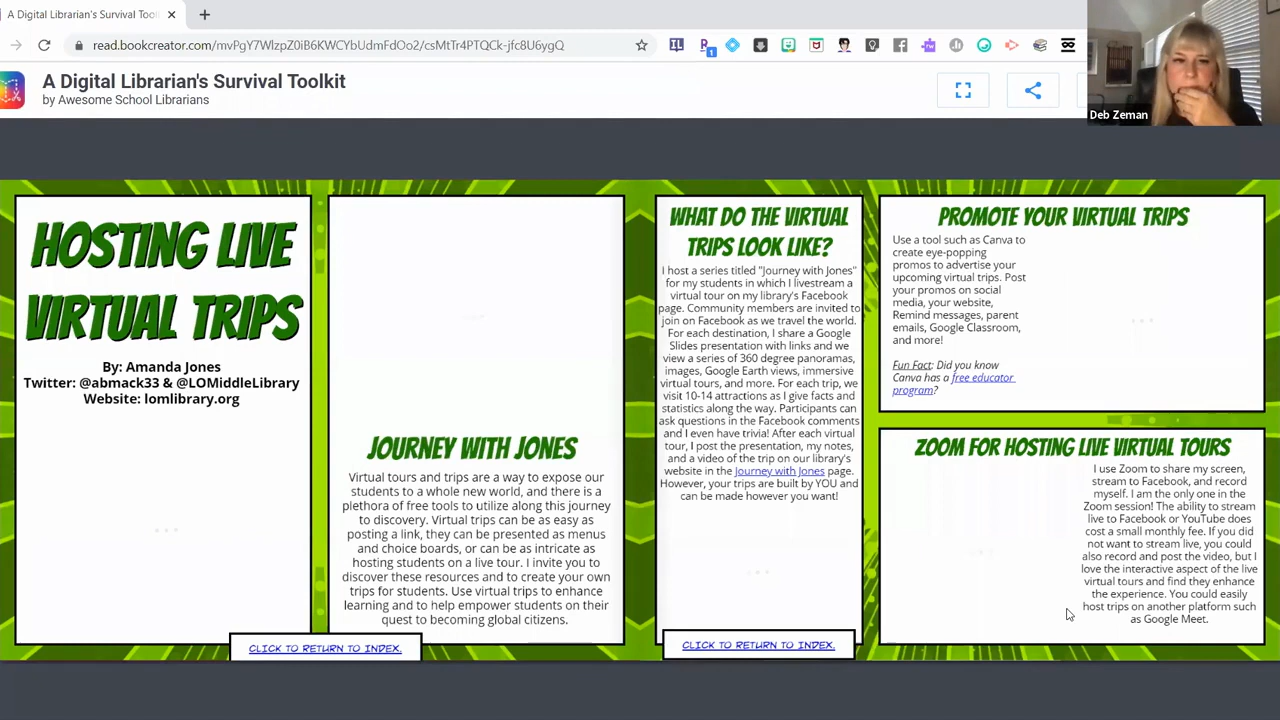 A Digital Librarian's Survival Tool
read.bookcreator.com/mvPgY7WlzpZ0iB6KWCYbUdmFdOo2/csMtTr4PTQCk-jfc8U6ygQ
A Digital Librarian's Survival Toolkit
by Awesome School Librarians
Deb Zeman
HOSTING LIVE
VIRTUAL TRIPS
By: Amanda Jones
Twitter: @abmack33 & @LOMiddleLibrary
Website: lomlibrary.org
JOURNEY WITH JONES
Virtual tours and trips are a way to expose our
students to a whole new world, and there is a
plethora of free tools to utilize along this journey
to discovery. Virtual trips can be as easy as
posting a link, they can be presented as menus
and choice boards, or can be as intricate as
hosting students on a live tour. I invite you to
discover these resources and to create your own
trips for students. Use virtual trips to enhance
learning and to help empower students on their
quest to becoming global citizens.
CLICK TO RETURN TO INDEX.
WHAT DO THE VIRTUAL
TRIPS LOOK LIKE?
I host a series titled "Journey with Jones"
for my students in which I livestream a
virtual tour on my library's Facebook
page. Community members are invited to
join on Facebook as we travel the world.
For each destination, I share a Google
Slides presentation with links and we
view a series of 360 degree panoramas,
images, Google Earth views, immersive
virtual tours, and more. For each trip, we
visit 10-14 attractions as I give facts and
statistics along the way. Participants can
ask questions in the Facebook comments
and I even have trivia! After each virtual
tour, I post the presentation, my notes,
and a video of the trip on our library's
website in the Journey with Jones page.
However, your trips are built by YOU and
can be made however you want!
CLICK TO RETURN TO INDEX.
PROMOTE YOUR VIRTUAL TRIPS
Use a tool such as Canva to
create eye-popping
promos to advertise your
upcoming virtual trips. Post
your promos on social
media, your website,
Remind messages, parent
emails, Google Classroom,
and more!
Fun Fact: Did you know
Canva has a free educator
program?
ZOOM FOR HOSTING LIVE VIRTUAL TOURS
I use Zoom to share my screen,
stream to Facebook, and record
myself. I am the only one in the
Zoom session! The ability to stream
live to Facebook or YouTube does
cost a small monthly fee. If you did
not want to stream live, you could
also record and post the video, but I
love the interactive aspect of the live
virtual tours and find they enhance
the experience. You could easily
host trips on another platform such
as Google Meet.